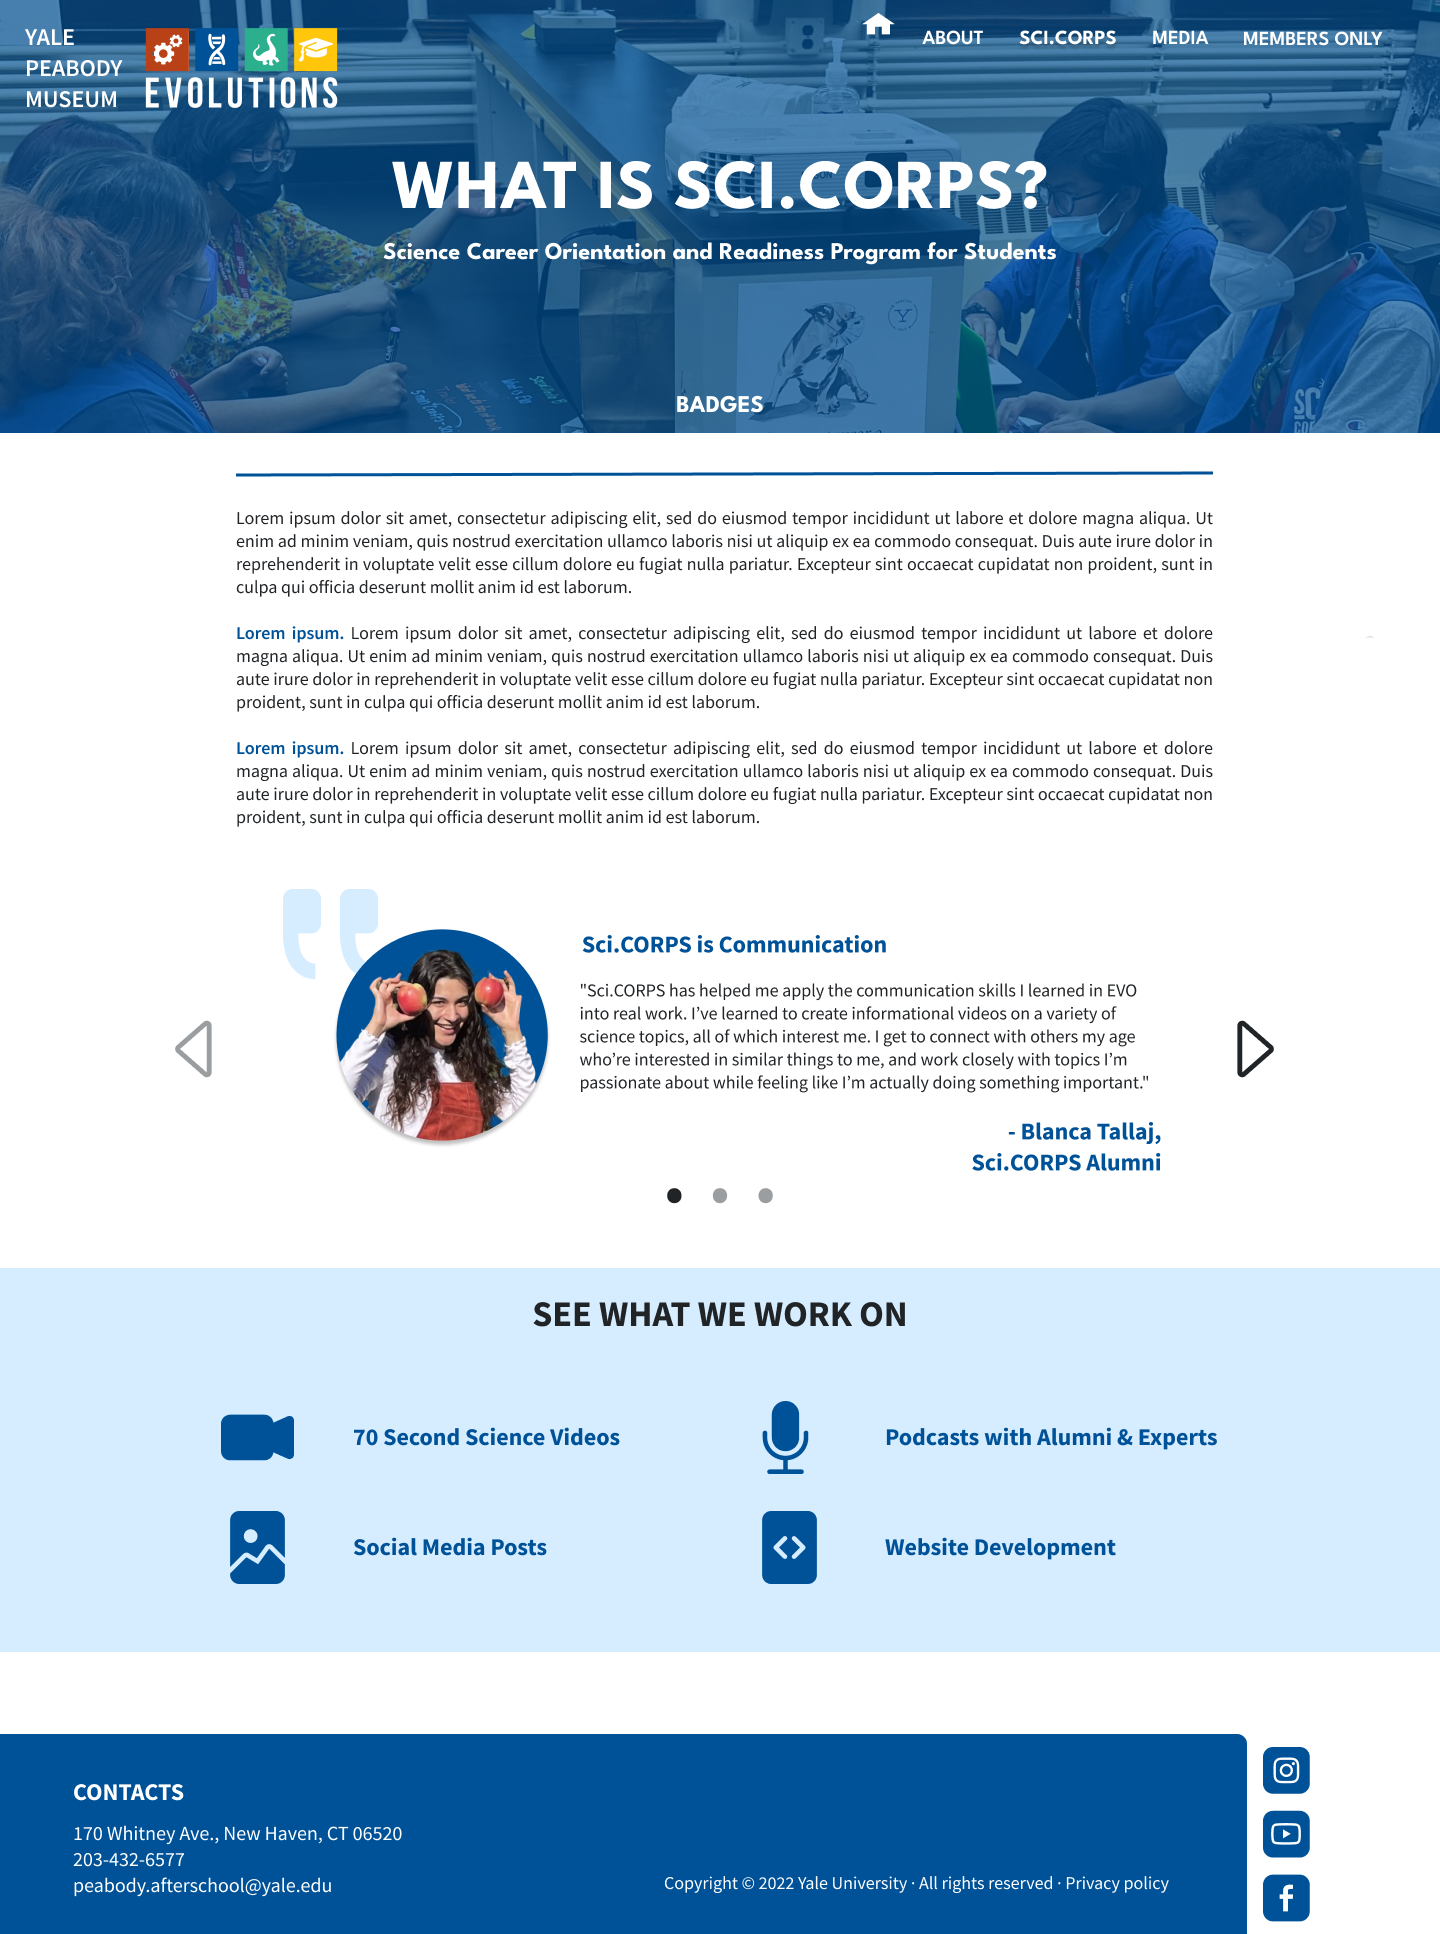 YALE
PEABODY
MUSEUM
EVOLUTIONS
ABOUT
SCI.CORPS
MEDIA
MEMBERS ONLY
WHAT IS SCI.CORPS?
Science Career Orientation and Readiness Program for Students
Y
SC
BADGES
Lorem ipsum dolor sit amet, consectetur adipiscing elit, sed do eiusmod tempor incididunt ut labore et dolore magna aliqua. Ut
enim ad minim veniam, quis nostrud exercitation ullamco laboris nisi ut aliquip ex ea commodo consequat. Duis aute irure dolor in
reprehenderit in voluptate velit esse cillum dolore eu fugiat nulla pariatur. Excepteur sint occaecat cupidatat non proident, sunt in
culpa qui officia deserunt mollit anim id est laborum.
Lorem ipsum. Lorem ipsum dolor sit amet, consectetur adipiscing elit, sed do eiusmod tempor incididunt ut labore et dolore
magna aliqua. Ut enim ad minim veniam, quis nostrud exercitation ullamco laboris nisi ut aliquip ex ea commodo consequat. Duis
aute irure dolor in reprehenderit in voluptate velit esse cillum dolore eu fugiat nulla pariatur. Excepteur sint occaecat cupidatat non
proident, sunt in culpa qui officia deserunt mollit anim id est laborum.
Lorem ipsum. Lorem ipsum dolor sit amet, consectetur adipiscing elit, sed do eiusmod tempor incididunt ut labore et dolore
magna aliqua. Ut enim ad minim veniam, quis nostrud exercitation ullamco laboris nisi ut aliquip ex ea commodo consequat. Duis
aute irure dolor in reprehenderit in voluptate velit esse cillum dolore eu fugiat nulla pariatur. Excepteur sint occaecat cupidatat non
proident, sunt in culpa qui officia deserunt mollit anim id est laborum.
Sci.CORPS is Communication
"Sci.CORPS has helped me apply the communication skills I learned in EVO
into real work. I’ve learned to create informational videos on a variety of
science topics, all of which interest me. I get to connect with others my age
who’re interested in similar things to me, and work closely with topics I’m
passionate about while feeling like I’m actually doing something important."
- Blanca Tallaj,
Sci.CORPS Alumni
SEE WHAT WE WORK ON
70 Second Science Videos
Podcasts with Alumni & Experts
Social Media Posts
Website Development
CONTACTS
170 Whitney Ave., New Haven, CT 06520
203-432-6577
peabody.afterschool@yale.edu
Copyright © 2022 Yale University · All rights reserved · Privacy policy